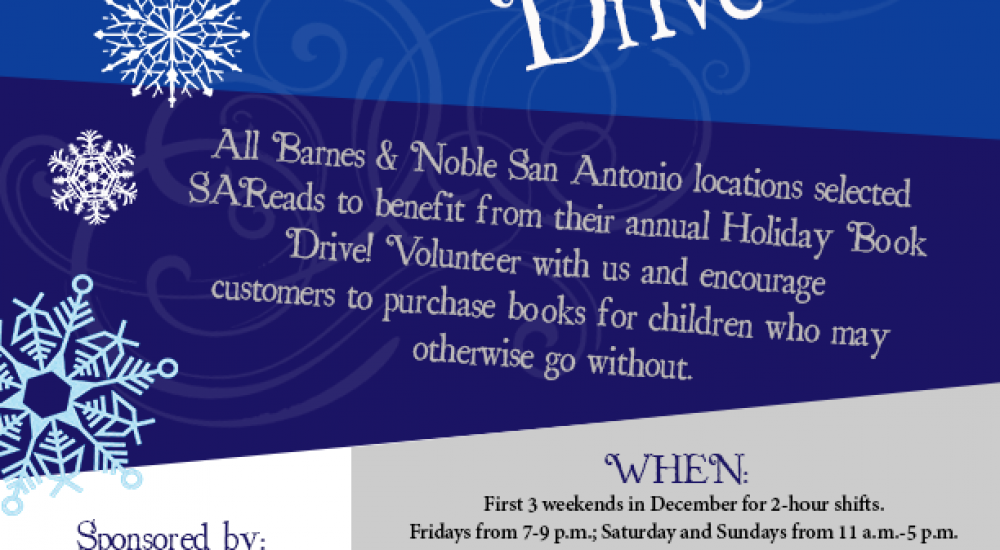 Drive
All Barnes & Noble San Antonio locations selected
SAReads to benefit from their annual Holiday Book
Drive! Volunteer with us and encourage
customers to purchase books for children who may
otherwise go without.
WHEN:
First 3 weekends in December for 2-hour shifts.
Fridays from 7-9 p.m.; Saturday and Sundays from 11 a.m.-5 p.m.
Sponsored by: